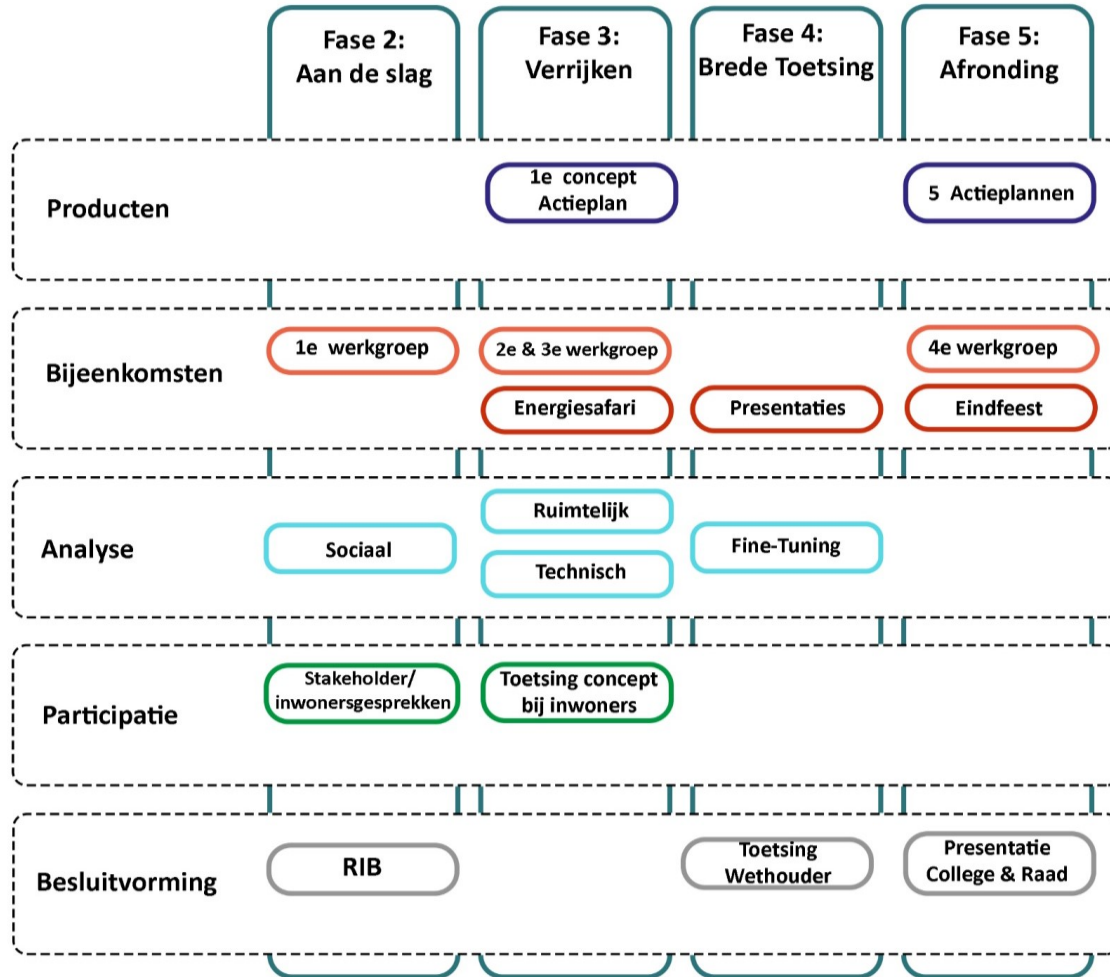 Fase 2:
Aan de slag
Fase 3:
Verrijken
Fase 4:
Brede Toetsing
Fase 5:
Afronding
Producten
1e concept
Actieplan
5 Actieplannen
Bijeenkomsten
1e werkgroep
2e & 3e werkgroep
4e werkgroep
Energiesafari
Presentaties
Eindfeest
Analyse
Sociaal
Ruimtelijk
Technisch
Fine-Tuning
Participatie
Stakeholder/
inwonersgesprekken
Toetsing concept
bij inwoners
Besluitvorming
RIB
Toetsing
Wethouder
Presentatie
College & Raad